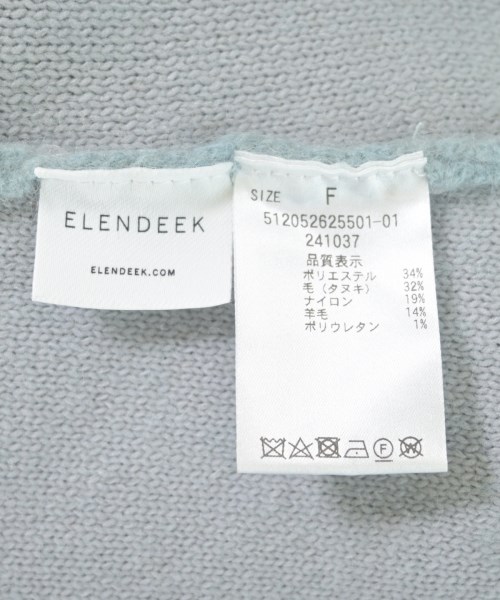 ELENDEEK
ELENDEEK.COM
SIZE F
512052625501-01
241037
品質表示
ポリエステル 34%
毛(タヌキ) 32%
ナイロン 19%
羊毛 14%
ポリウレタン 1%
F W